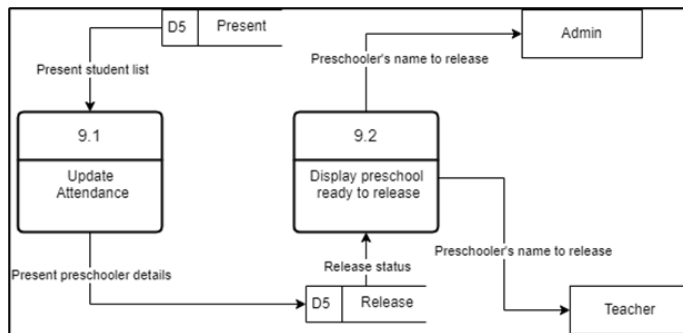 D5
Present
Admin
Present student list
Preschooler's name to release
9.1
9.2
Update
Attendance
Display preschool
ready to release
Preschooler's name to release
Present preschooler details
Release status
D5
Release
Teacher